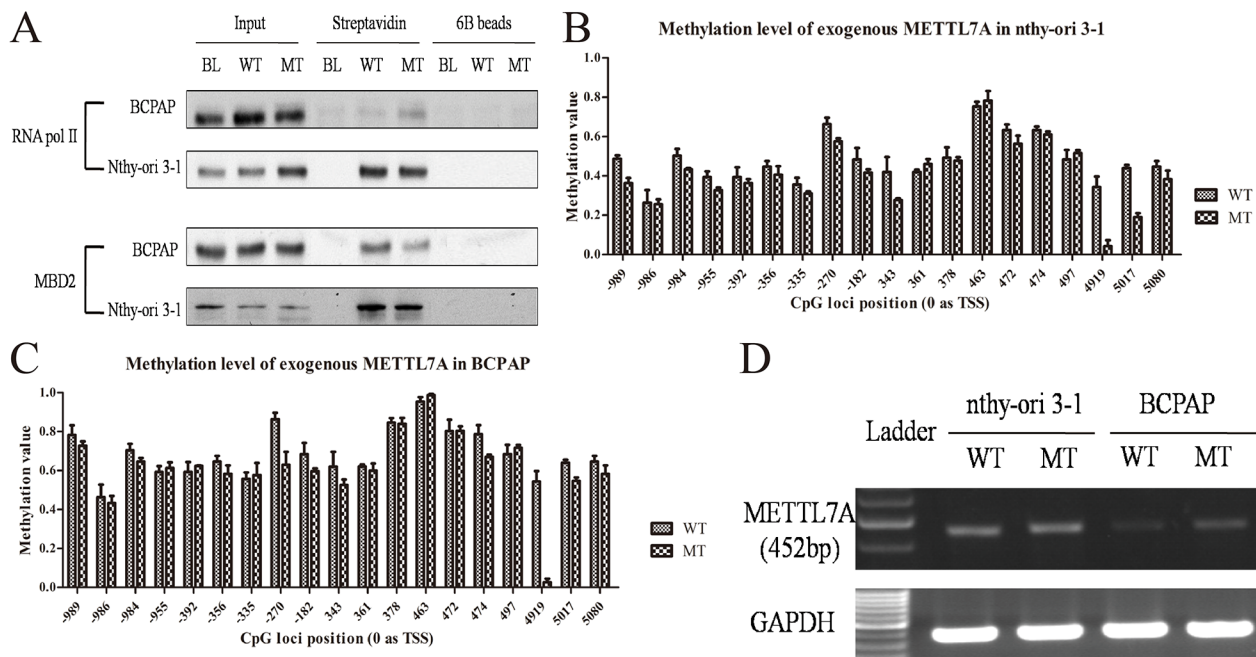 A
Input Streptavidin 6B beads
BL WT MT BL WT MT BL WT MT
BCPAP
RNA pol II
Nthy-ori 3-1
BCPAP
MBD2
Nthy-ori 3-1
B
Methylation level of exogenous METTL7A in nthy-ori 3-1
Methylation value
1.0
0.8
0.6
0.4
0.2
0.0
-989 -986 -984 -955 -392 -356 -335 -270 -182 343 361 378 463 472 474 497 4919 5017 5080
CpG loci position (0 as TSS)
WT
MT
C
Methylation level of exogenous METTL7A in BCPAP
Methylation value
1.0
0.8
0.6
0.4
0.2
0.0
-989 -986 -984 -955 -392 -356 -335 -270 -182 343 361 378 463 472 474 497 4919 5017 5080
CpG loci position (0 as TSS)
WT
MT
D
nthy-ori 3-1 BCPAP
Ladder
WT MT WT MT
METTL7A
(452bp)
GAPDH